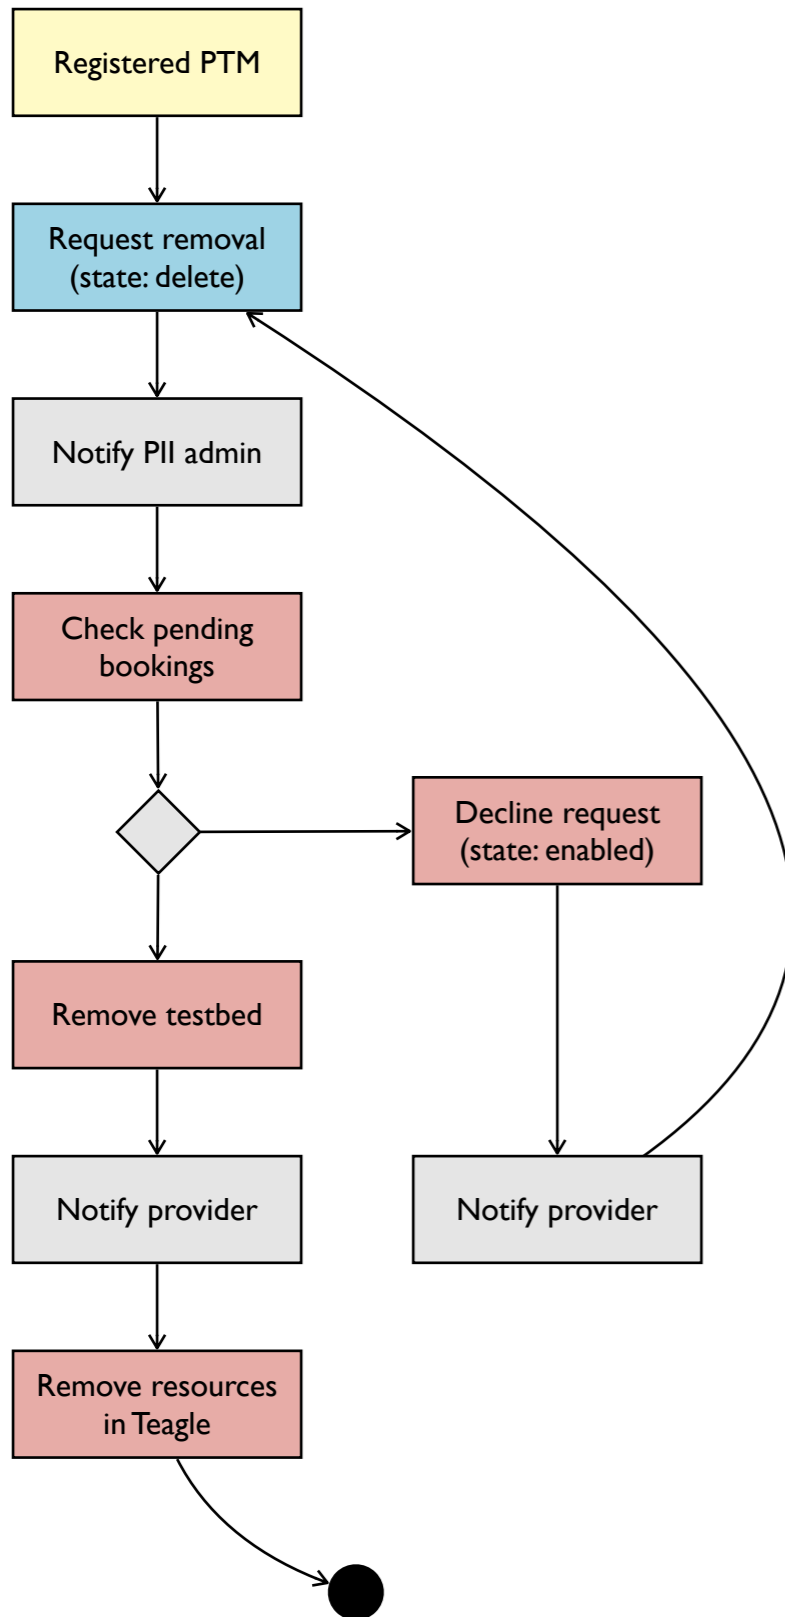 Registered PTM
Request removal
(state: delete)
Notify PII admin
Check pending
bookings
Decline request
(state: enabled)
Remove testbed
Notify provider
Notify provider
Remove resources
in Teagle